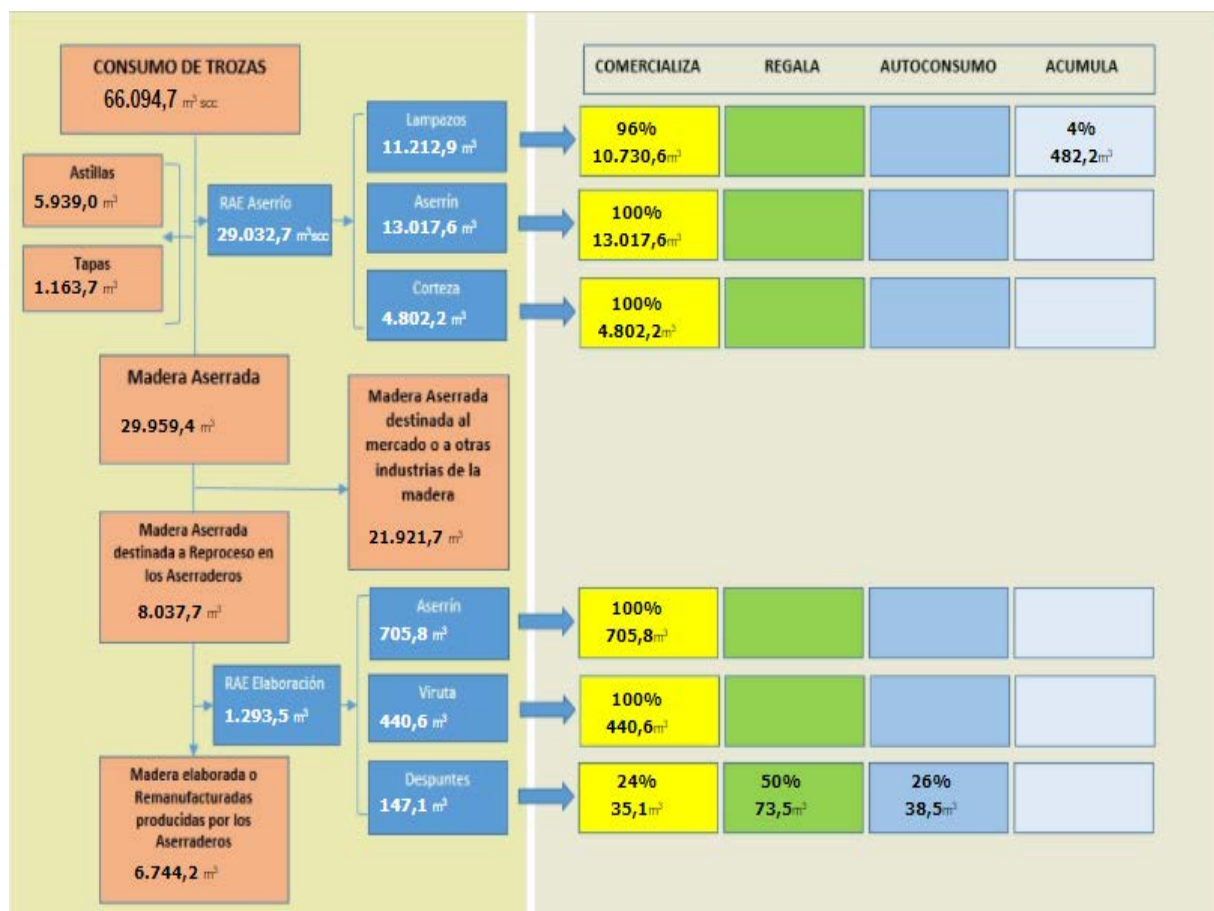 CONSUMO DE TROZAS
66.094,7 m³ scc
Astillas
5.939,0 m³
Tapas
1.163,7 m³
RAE Aserrío
29.032,7 m³scc
Lampazos
11.212,9 m³
Aserrín
13.017,6 m³
Corteza
4.802,2 m³
Madera Aserrada
29.959,4 m³
Madera Aserrada
destinada al
mercado o a otras
industrias de la
madera
21.921,7 m³
Madera Aserrada
destinada a Reproceso en
los Aserraderos
8.037,7 m³
RAE Elaboración
1.293,5 m³
Aserrín
705,8 m³
Viruta
440,6 m³
Despuntes
147,1 m³
Madera elaborada o
Remanufacturadas
producidas por los
Aserraderos
6.744,2 m³
COMERCIALIZA REGALA AUTOCONSUMO ACUMULA
96% 4%
10.730,6m³ 482,2m³
100%
13.017,6m³
100%
4.802,2m³
100%
705,8m³
100%
440,6m³
24% 50% 26%
35,1m³ 73,5m³ 38,5m³